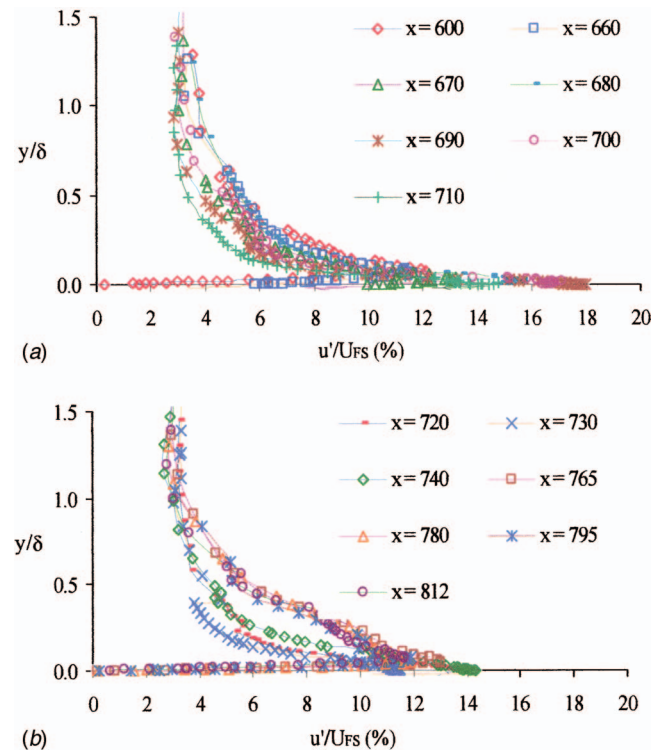 (a)
y/δ
1.5
1.0
0.5
0.0
x=600
x=660
x=670
x=680
x=690
x=700
x=710
0 2 4 6 8 10 12 14 16 18 20
u'/UFS (%)
(b)
y/δ
1.5
1.0
0.5
0.0
x=720
x=730
x=740
x=765
x=780
x=795
x=812
0 2 4 6 8 10 12 14 16 18 20
u'/UFS (%)